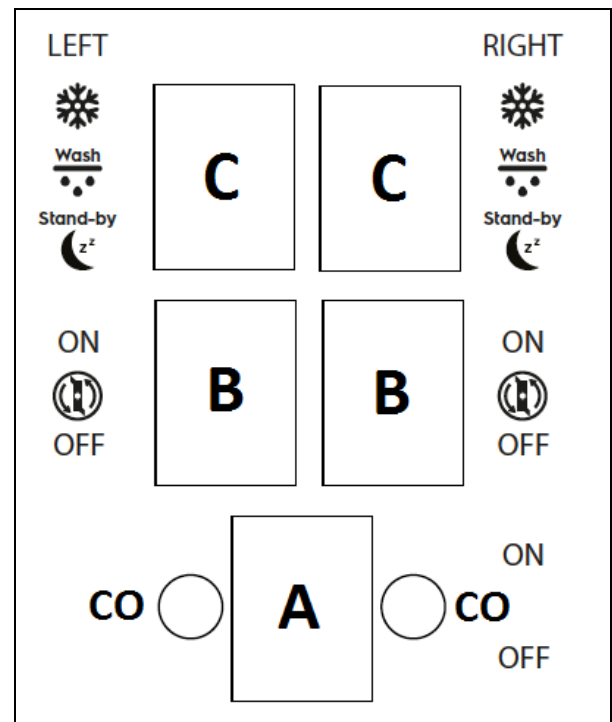 LEFT RIGHT
Wash C C Wash
Stand-by Stand-by
z z z z
ON ON
B B
OFF OFF
ON
CO A CO
OFF